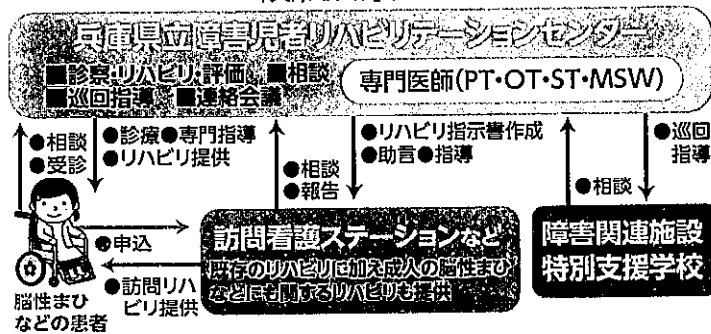 兵庫県立障害児者リハビリテーションセンター
■診察・リハビリ・評価 ■相談
■巡回指導 ■連絡会議
専門医師(PT・OT・ST・MSW)
●相談
●受診
●診療●専門指導
●リハビリ提供
●相談
●報告
●リハビリ指示書作成
●助言●指導
●相談
●巡回
指導
●申込
●訪問リハ
ビリ提供
脳性まひ
などの患者
訪問看護ステーションなど
既存のリハビリに加え成人の脳性まひ
などにも関するリハビリも提供
障害関連施設
特別支援学校